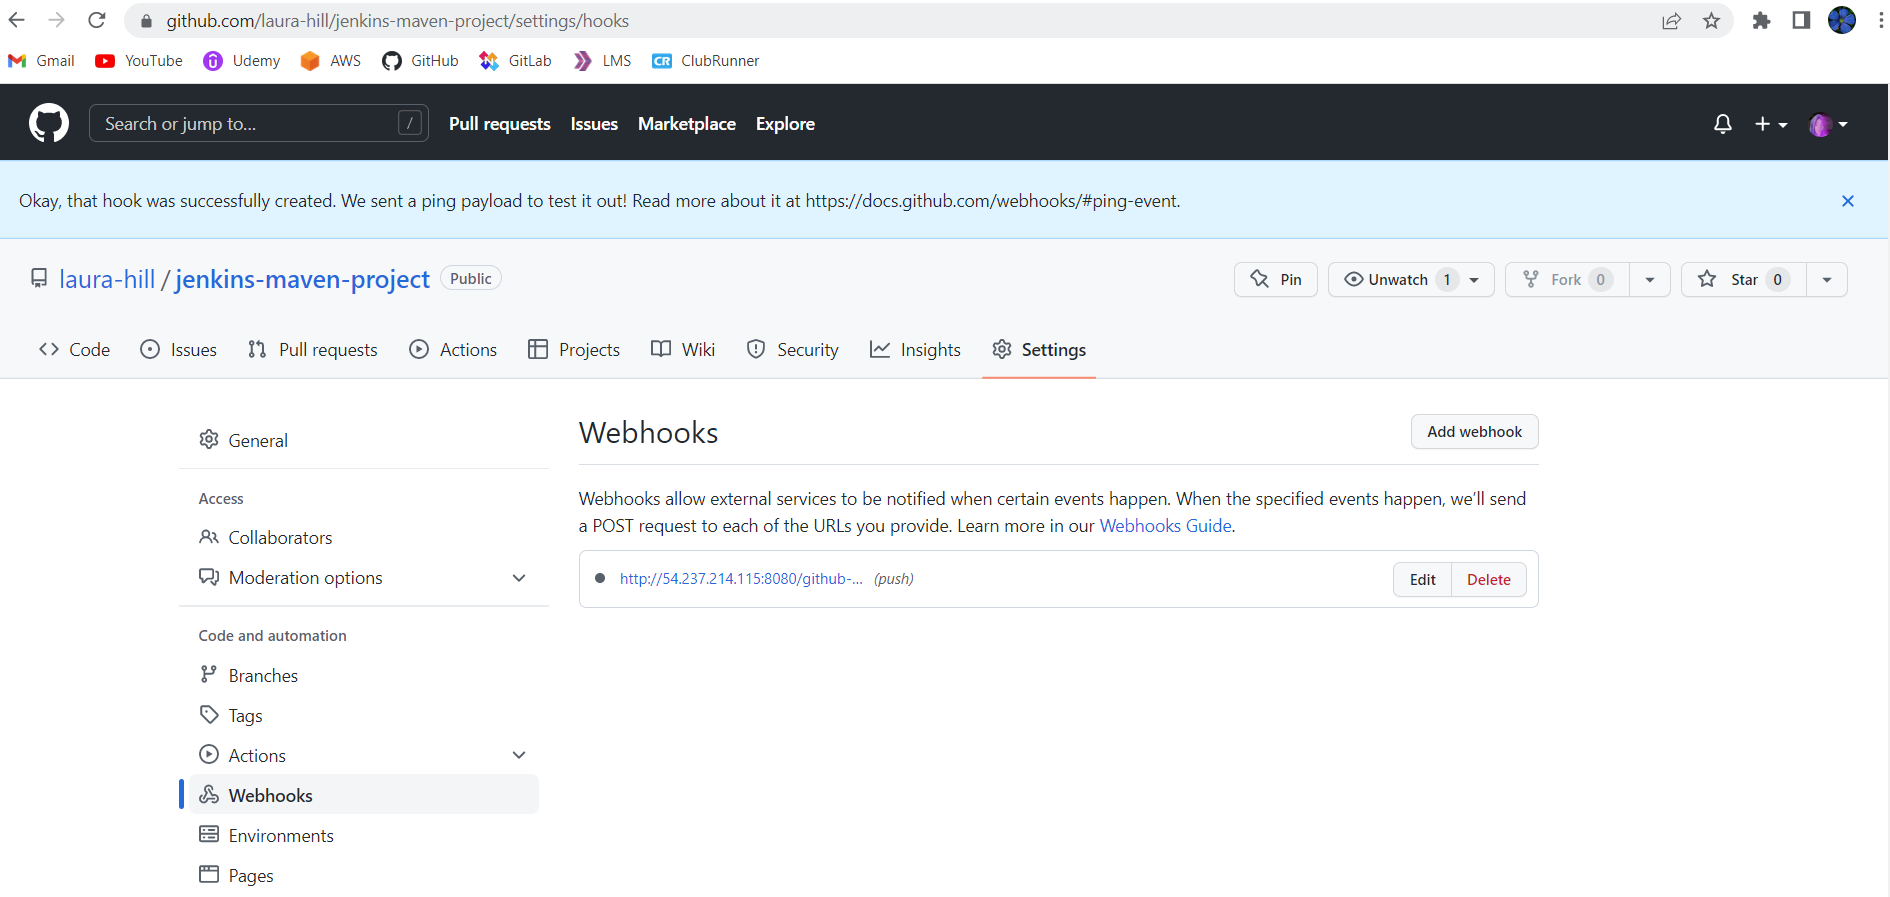 github.com/laura-hill/jenkins-maven-project/settings/hooks
Gmail YouTube Udemy AWS GitHub GitLab LMS CR ClubRunner
Search or jump to... / Pull requests Issues Marketplace Explore
Okay, that hook was successfully created. We sent a ping payload to test it out! Read more about it at https://docs.github.com/webhooks/#ping-event.
laura-hill / jenkins-maven-project Public Pin Unwatch 1 Fork 0 Star 0
Code Issues Pull requests Actions Projects Wiki Security Insights Settings
General
Access
Collaborators
Moderation options
Code and automation
Branches
Tags
Actions
Webhooks
Environments
Pages
Webhooks Add webhook
Webhooks allow external services to be notified when certain events happen. When the specified events happen, we’ll send
a POST request to each of the URLs you provide. Learn more in our Webhooks Guide.
http://54.237.214.115:8080/github-... (push) Edit Delete